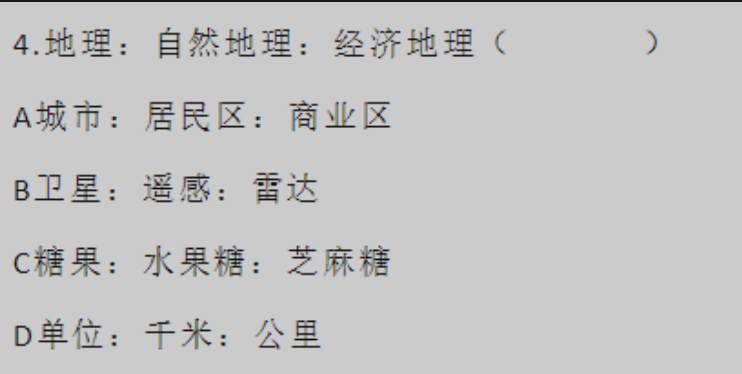 4.地理：自然地理：经济地理（ ）
A城市：居民区：商业区
B卫星：遥感：雷达
C糖果：水果糖：芝麻糖
D单位：千米：公里